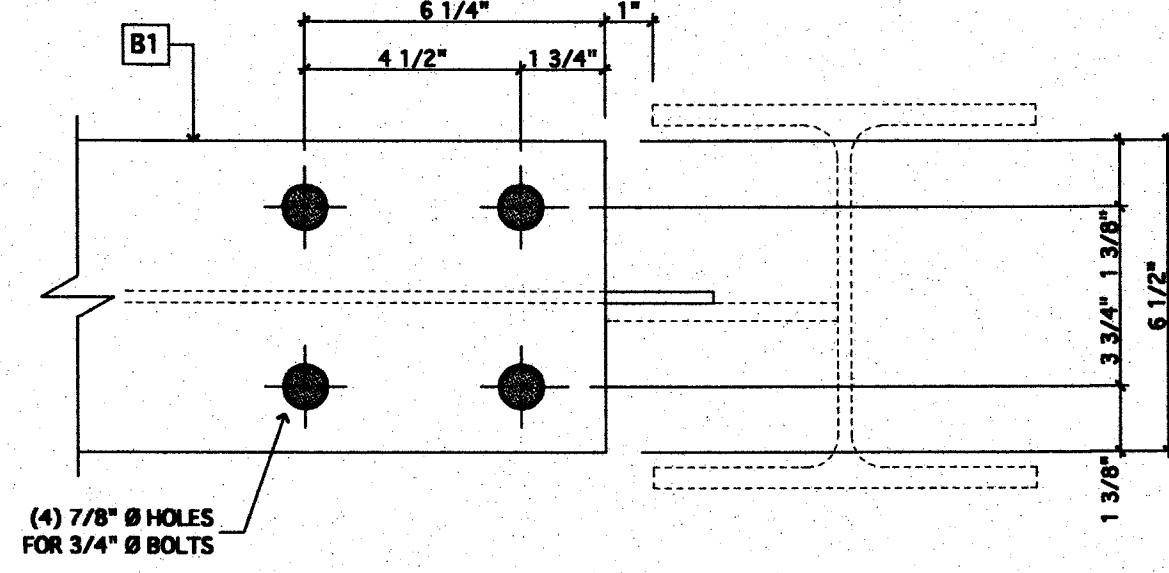 6 1/4"
1"
B1
4 1/2"
1 3/4"
1 3/8"
3 3/4"
6 1/2"
1 3/8"
(4) 7/8" Ø HOLES
FOR 3/4" Ø BOLTS